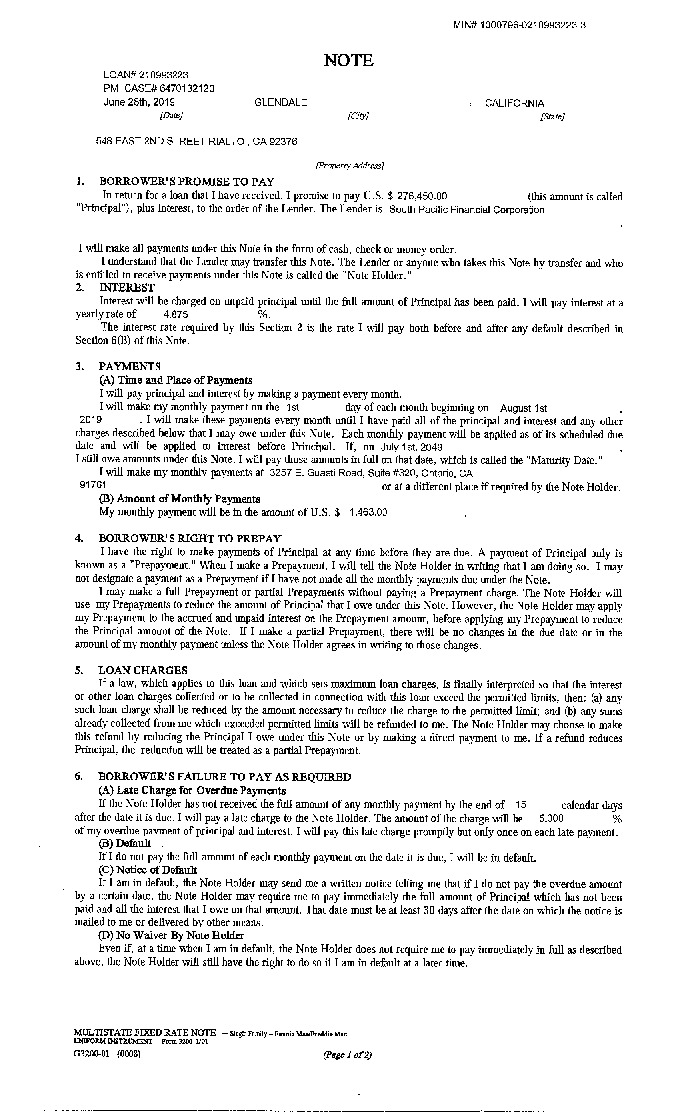 MIN# 1000796-0210993223-3
NOTE
LOAN# 210993223
PMI CASE# 6470132120
June 28th, 2019 GLENDALE , CALIFORNIA
[Date] [City] [State]
548 EAST 2ND STREET RIALTO, CA 92376
[Property Address]
1. BORROWER'S PROMISE TO PAY
In return for a loan that I have received, I promise to pay U.S. $ 276,450.00 (this amount is called
"Principal"), plus interest, to the order of the Lender. The Lender is South Pacific Financial Corporation
.
I will make all payments under this Note in the form of cash, check or money order.
I understand that the Lender may transfer this Note. The Lender or anyone who takes this Note by transfer and who
is entitled to receive payments under this Note is called the "Note Holder."
2. INTEREST
Interest will be charged on unpaid principal until the full amount of Principal has been paid. I will pay interest at a
yearly rate of 4.875 %.
The interest rate required by this Section 2 is the rate I will pay both before and after any default described in
Section 6(B) of this Note.
3. PAYMENTS
(A) Time and Place of Payments
I will pay principal and interest by making a payment every month.
I will make my monthly payment on the 1st day of each month beginning on August 1st ,
2019 . I will make these payments every month until I have paid all of the principal and interest and any other
charges described below that I may owe under this Note. Each monthly payment will be applied as of its scheduled due
date and will be applied to interest before Principal. If, on July 1st, 2049 ,
I still owe amounts under this Note, I will pay those amounts in full on that date, which is called the "Maturity Date."
I will make my monthly payments at 3257 E. Guasti Road, Suite #320, Ontario, CA
91761 or at a different place if required by the Note Holder.
(B) Amount of Monthly Payments
My monthly payment will be in the amount of U.S. $ 1,463.00 .
4. BORROWER'S RIGHT TO PREPAY
I have the right to make payments of Principal at any time before they are due. A payment of Principal only is
known as a "Prepayment." When I make a Prepayment, I will tell the Note Holder in writing that I am doing so. I may
not designate a payment as a Prepayment if I have not made all the monthly payments due under the Note.
I may make a full Prepayment or partial Prepayments without paying a Prepayment charge. The Note Holder will
use my Prepayments to reduce the amount of Principal that I owe under this Note. However, the Note Holder may apply
my Prepayment to the accrued and unpaid interest on the Prepayment amount, before applying my Prepayment to reduce
the Principal amount of the Note. If I make a partial Prepayment, there will be no changes in the due date or in the
amount of my monthly payment unless the Note Holder agrees in writing to those changes.
5. LOAN CHARGES
If a law, which applies to this loan and which sets maximum loan charges, is finally interpreted so that the interest
or other loan charges collected or to be collected in connection with this loan exceed the permitted limits, then: (a) any
such loan charge shall be reduced by the amount necessary to reduce the charge to the permitted limit; and (b) any sums
already collected from me which exceeded permitted limits will be refunded to me. The Note Holder may choose to make
this refund by reducing the Principal I owe under this Note or by making a direct payment to me. If a refund reduces
Principal, the reduction will be treated as a partial Prepayment.
6. BORROWER'S FAILURE TO PAY AS REQUIRED
(A) Late Charge for Overdue Payments
If the Note Holder has not received the full amount of any monthly payment by the end of 15 calendar days
after the date it is due, I will pay a late charge to the Note Holder. The amount of the charge will be 5.000 %
of my overdue payment of principal and interest. I will pay this late charge promptly but only once on each late payment.
(B) Default
If I do not pay the full amount of each monthly payment on the date it is due, I will be in default.
(C) Notice of Default
If I am in default, the Note Holder may send me a written notice telling me that if I do not pay the overdue amount
by a certain date, the Note Holder may require me to pay immediately the full amount of Principal which has not been
paid and all the interest that I owe on that amount. That date must be at least 30 days after the date on which the notice is
mailed to me or delivered by other means.
(D) No Waiver By Note Holder
Even if, at a time when I am in default, the Note Holder does not require me to pay immediately in full as described
above, the Note Holder will still have the right to do so if I am in default at a later time.
MULTISTATE FIXED RATE NOTE — Single Family – Fannie Mae/Freddie Mac
UNIFORM INSTRUMENT Form 3200 1/01
G3200-01 (0008) (Page 1 of 2)